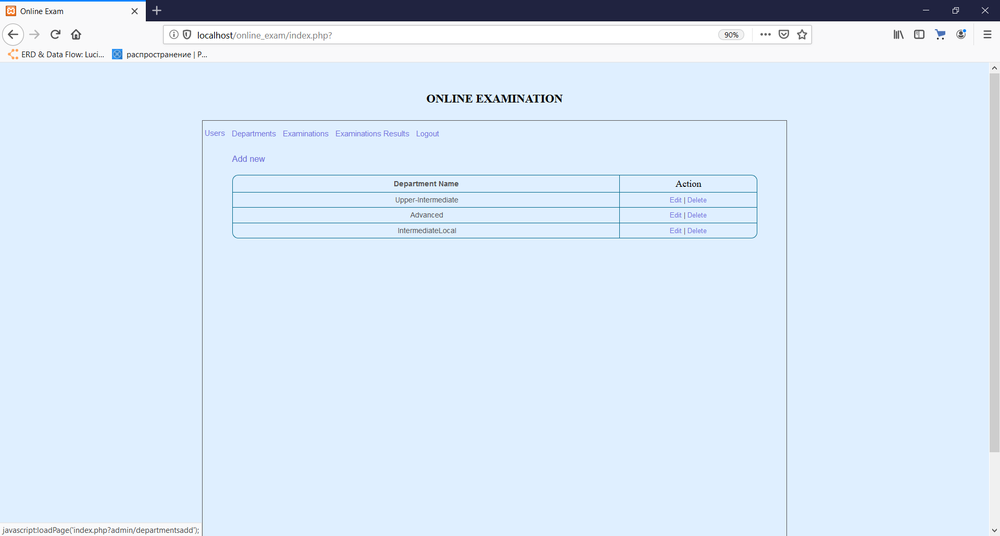 Online Exam
localhost/online_exam/index.php?
90%
ERD & Data Flow: Luci...
распространение | P...
ONLINE EXAMINATION
Users Departments Examinations Examinations Results Logout
Add new
Department Name Action
Upper-Intermediate Edit | Delete
Advanced Edit | Delete
IntermediateLocal Edit | Delete
javascript:loadPage('index.php?admin/departmentsadd');